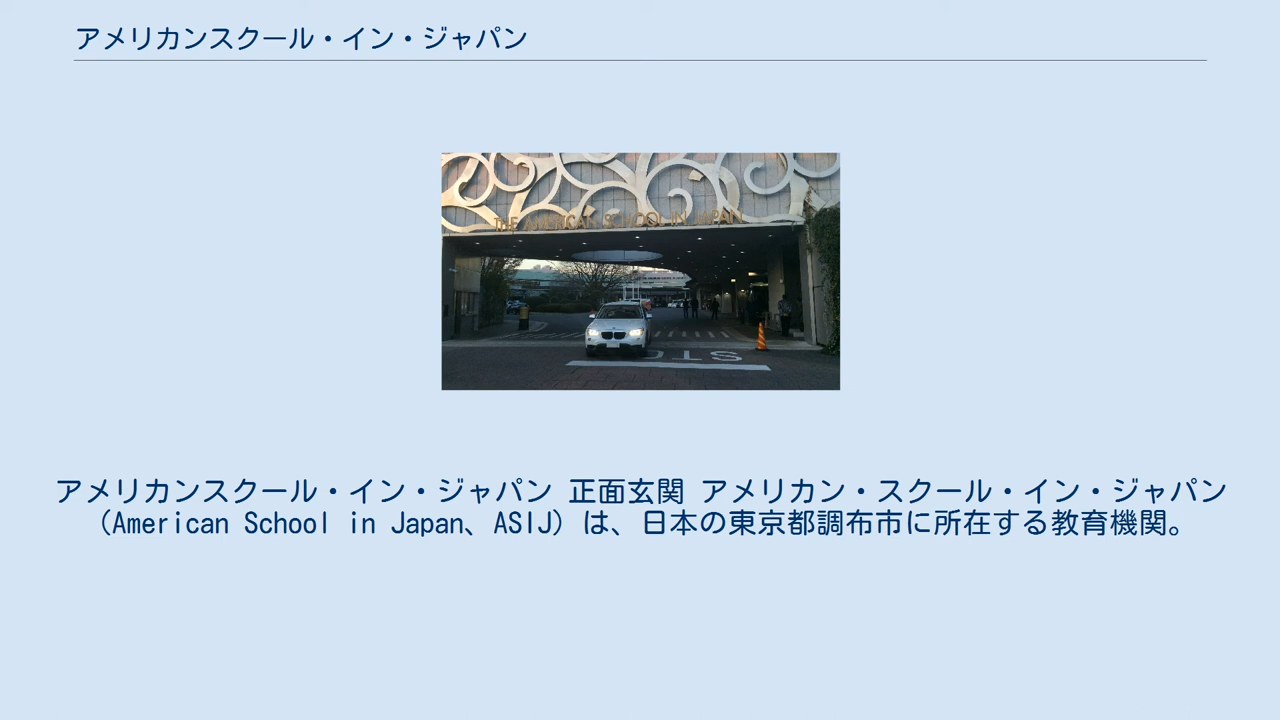 アメリカンスクール・イン・ジャパン
THE AMERICAN SCHOOL IN JAPAN
アメリカンスクール・イン・ジャパン 正面玄関 アメリカン・スクール・イン・ジャパン
（American School in Japan、ASIJ）は、日本の東京都調布市に所在する教育機関。